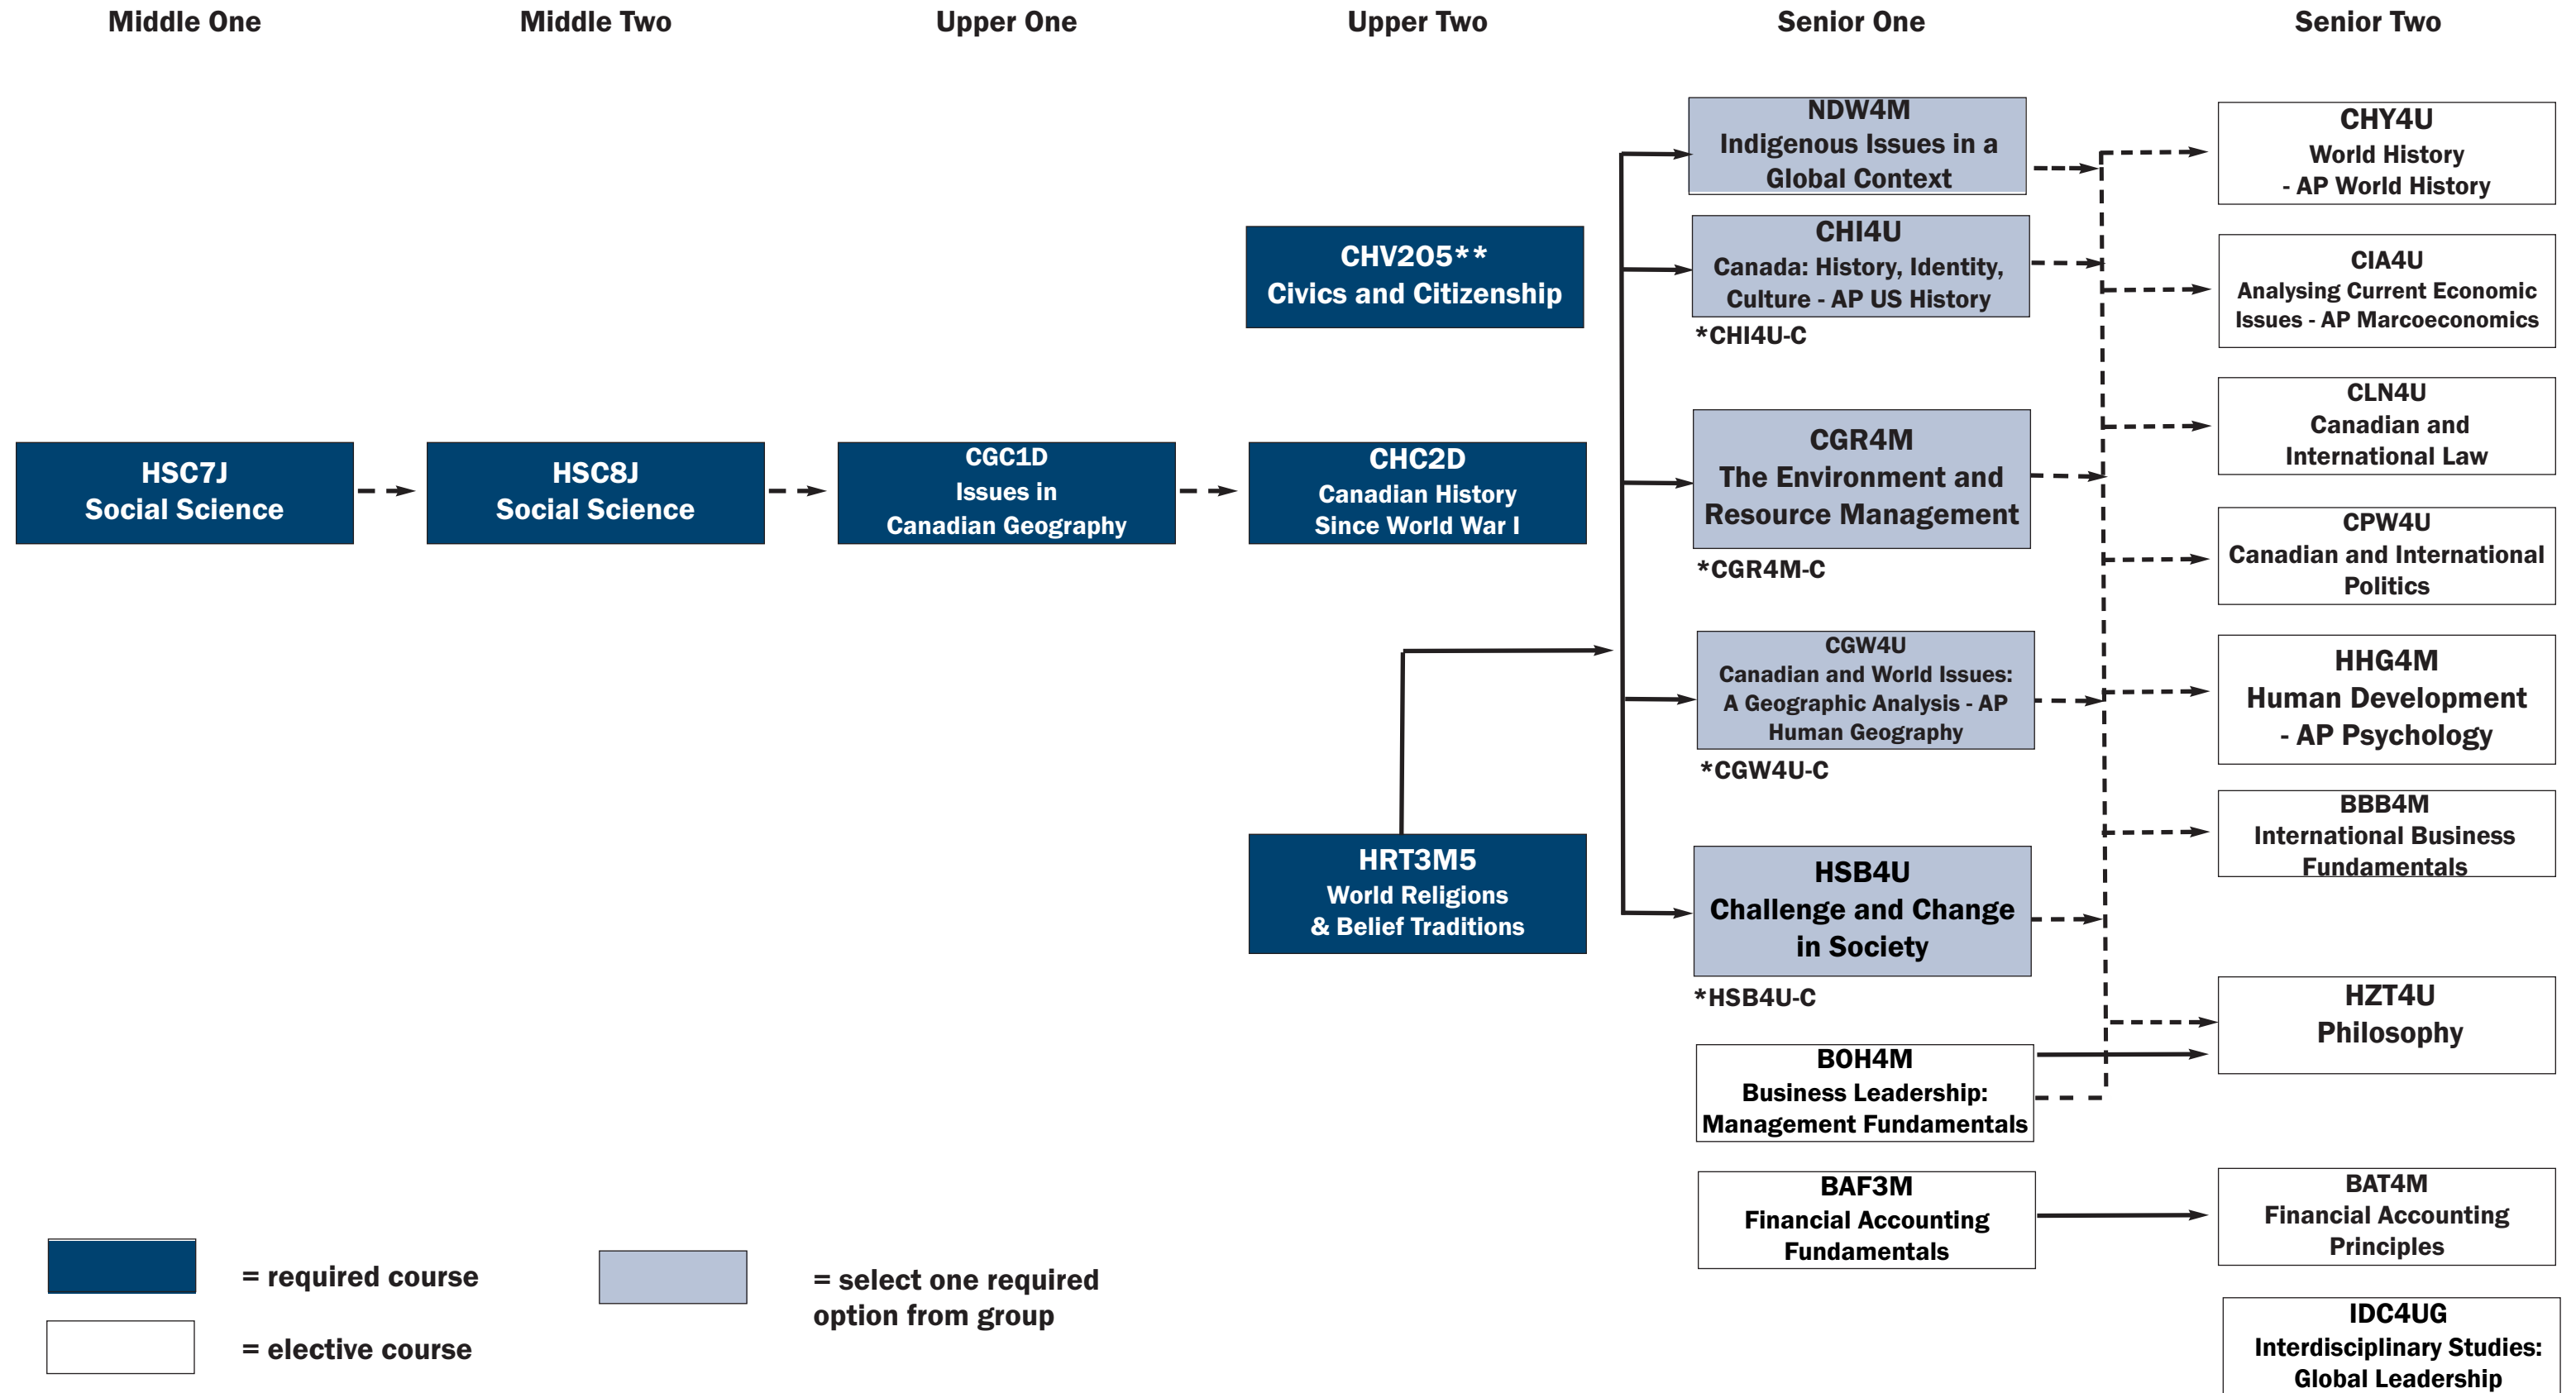 Middle One
Middle Two
Upper One
Upper Two
Senior One
Senior Two
HSC7J
Social Science
HSC8J
Social Science
CGC1D
Issues in
Canadian Geography
CHV2O5**
Civics and Citizenship
CHC2D
Canadian History
Since World War I
HRT3M5
World Religions
& Belief Traditions
NDW4M
Indigenous Issues in a
Global Context
CHI4U
Canada: History, Identity,
Culture - AP US History
*CHI4U-C
CGR4M
The Environment and
Resource Management
*CGR4M-C
CGW4U
Canadian and World Issues:
A Geographic Analysis - AP
Human Geography
*CGW4U-C
HSB4U
Challenge and Change
in Society
*HSB4U-C
BOH4M
Business Leadership:
Management Fundamentals
BAF3M
Financial Accounting
Fundamentals
CHY4U
World History
- AP World History
CIA4U
Analysing Current Economic
Issues - AP Marcoeconomics
CLN4U
Canadian and
International Law
CPW4U
Canadian and International
Politics
HHG4M
Human Development
- AP Psychology
BBB4M
International Business
Fundamentals
HZT4U
Philosophy
BAT4M
Financial Accounting
Principles
IDC4UG
Interdisciplinary Studies:
Global Leadership
= required course
= elective course
= select one required
option from group